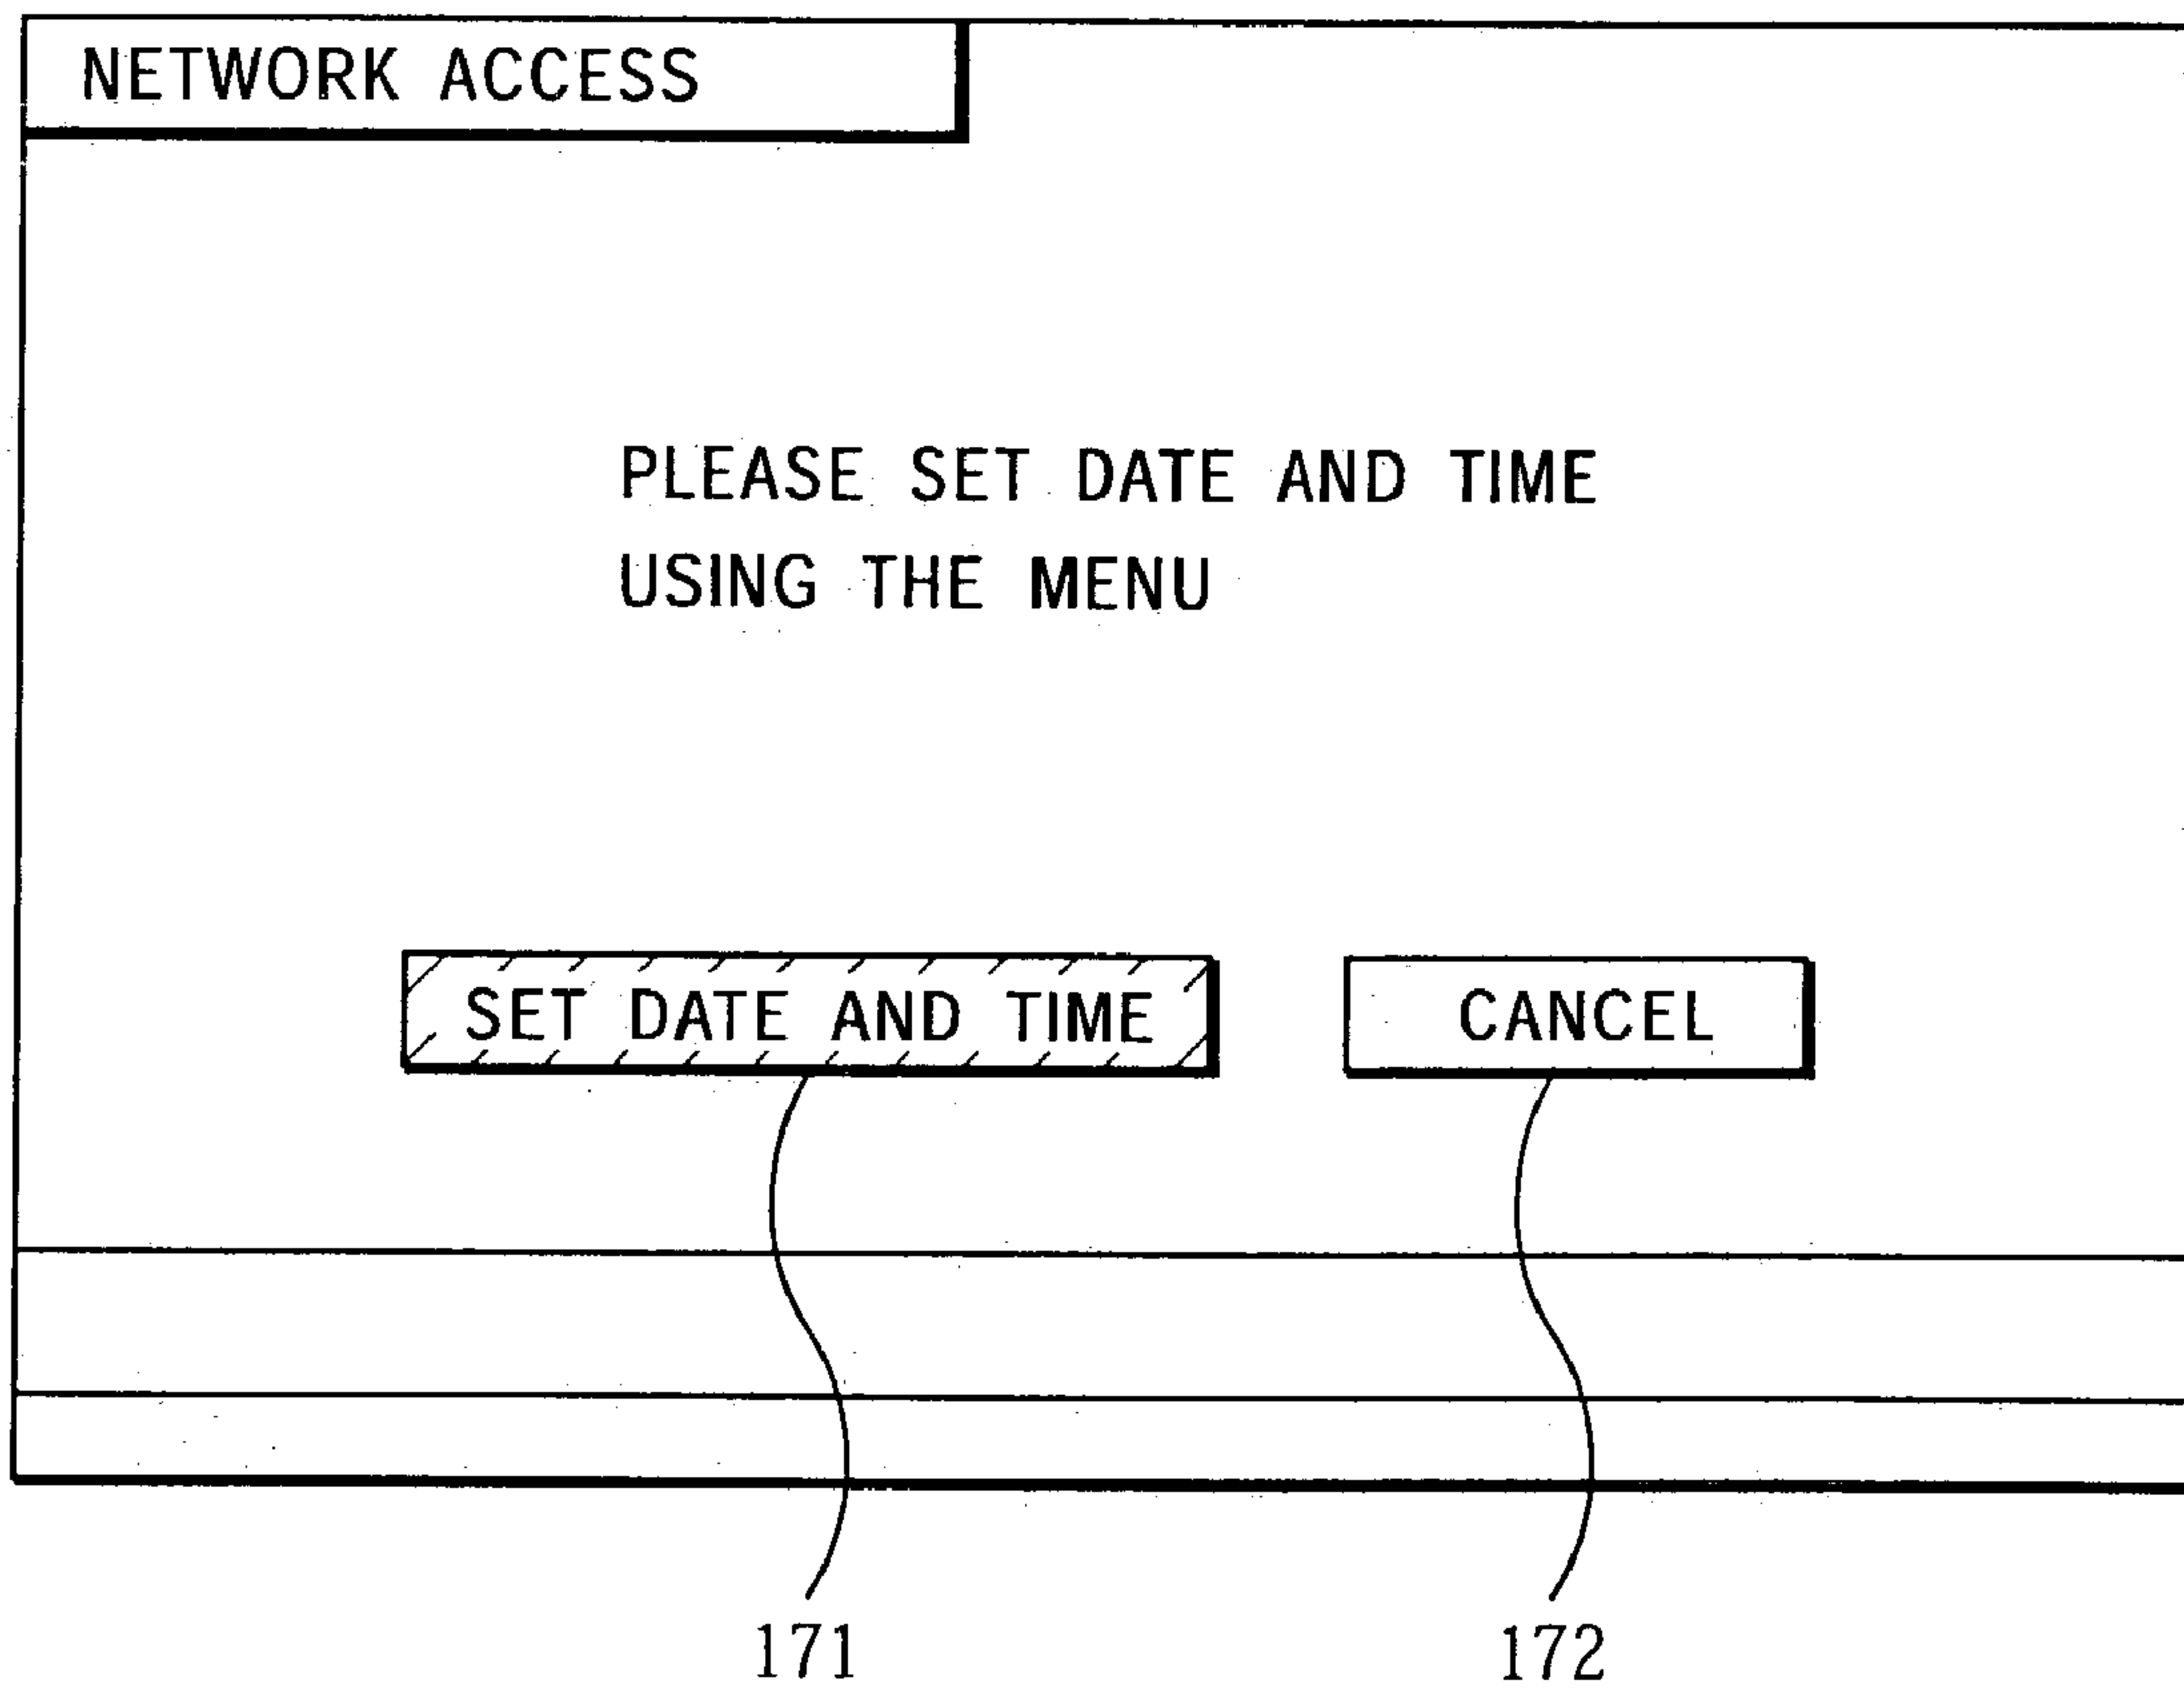 NETWORK ACCESS
PLEASE SET DATE AND TIME
USING THE MENU
SET DATE AND TIME
CANCEL
171
172